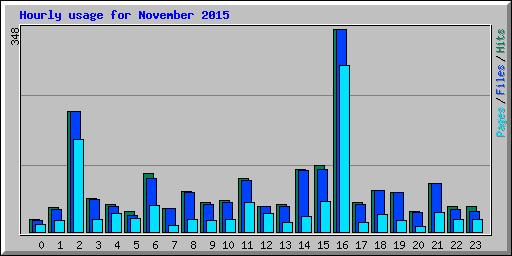 Hourly usage for November 2015
348
Pages/Files/Hits
0 1 2 3 4 5 6 7 8 9 10 11 12 13 14 15 16 17 18 19 20 21 22 23